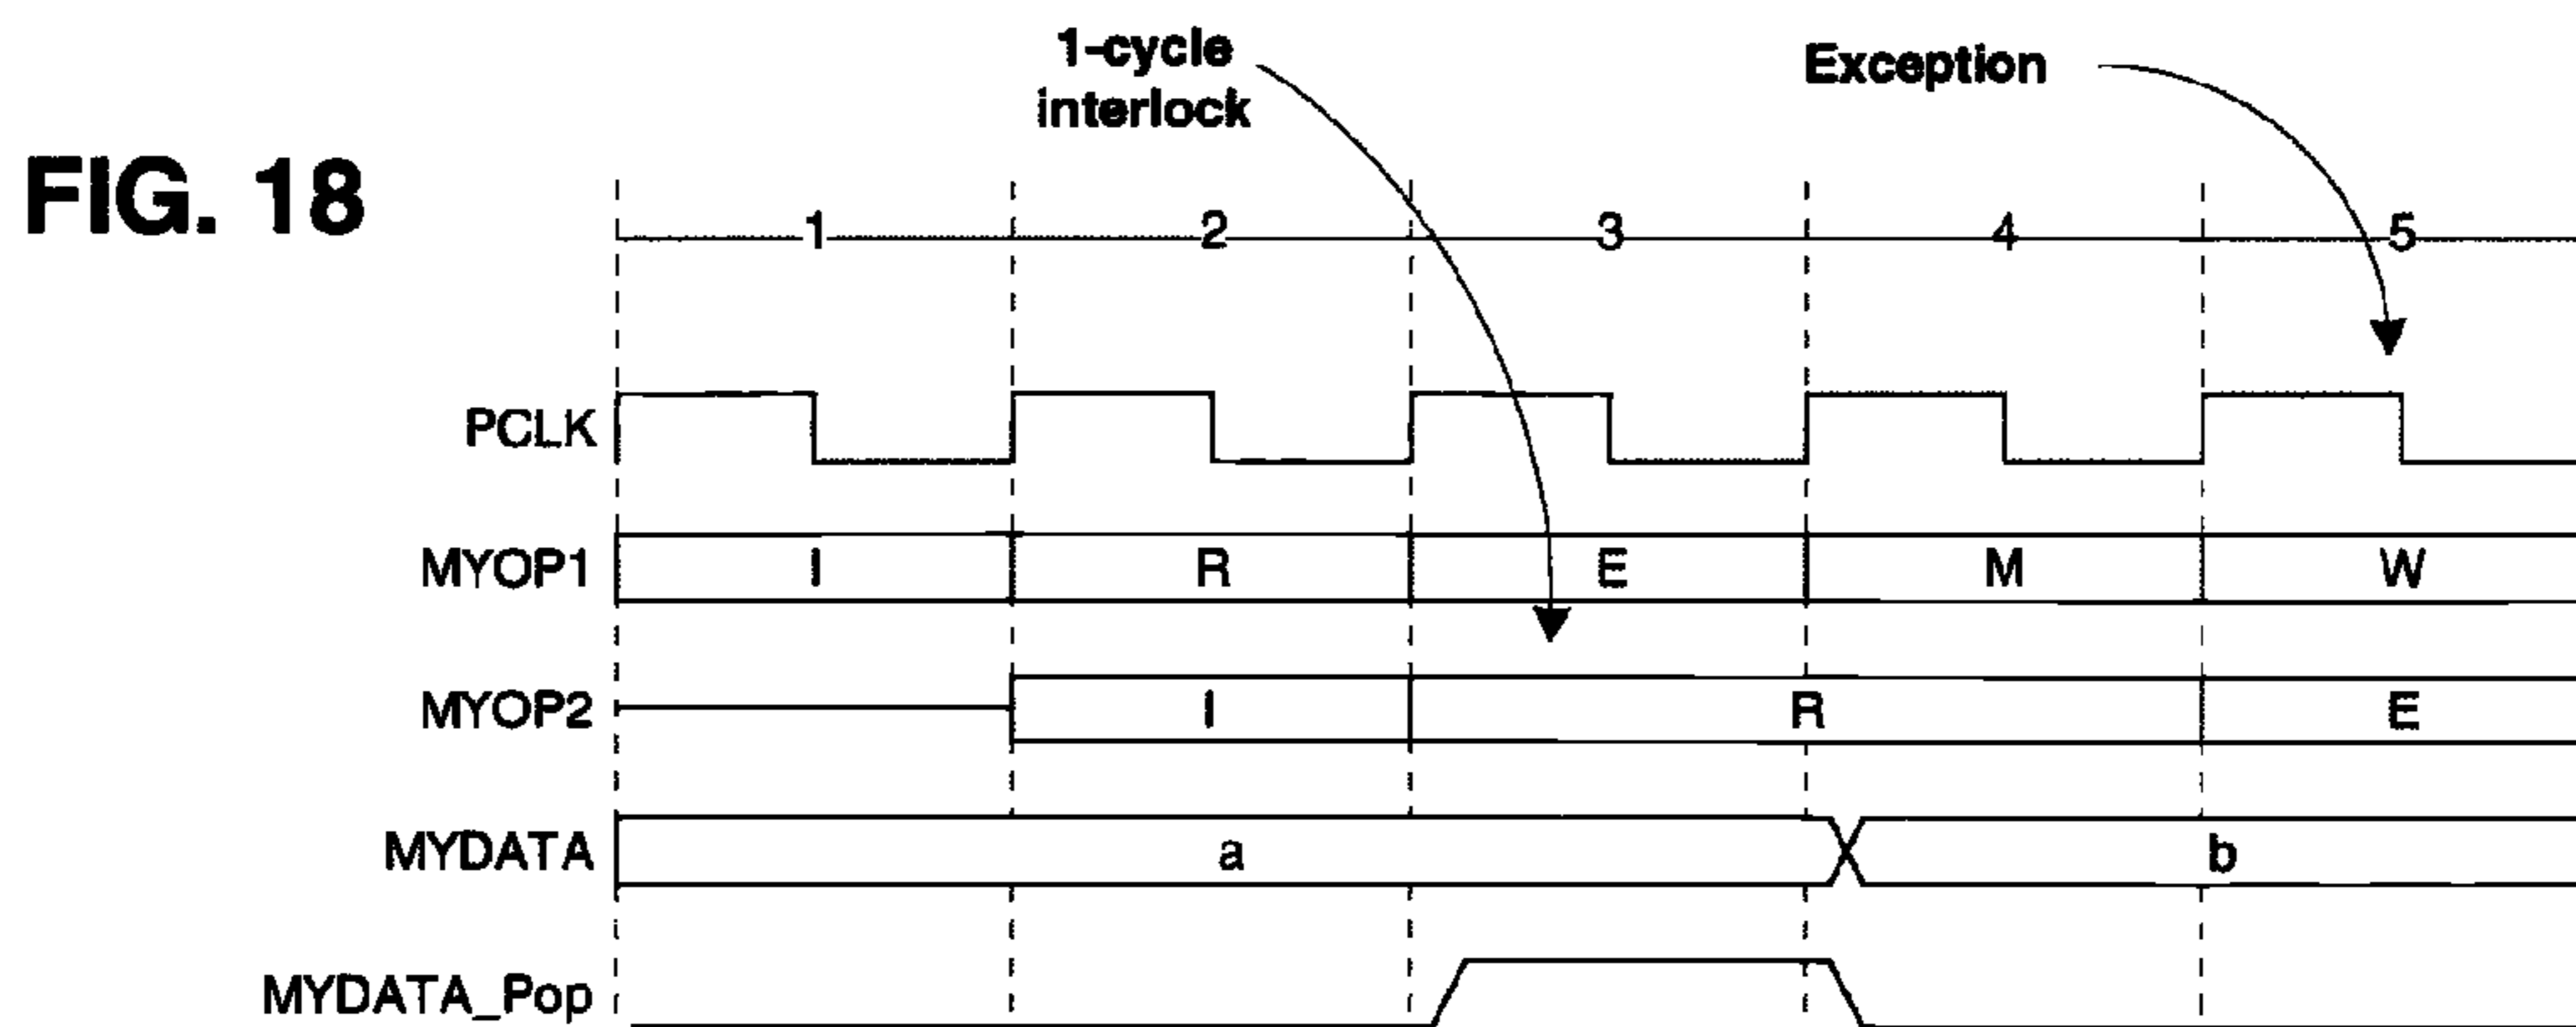 1-cycle
interlock
Exception
FIG. 18
1 2 3 4 5
PCLK
MYOP1 I R E M W
MYOP2 I R E
MYDATA a b
MYDATA_Pop